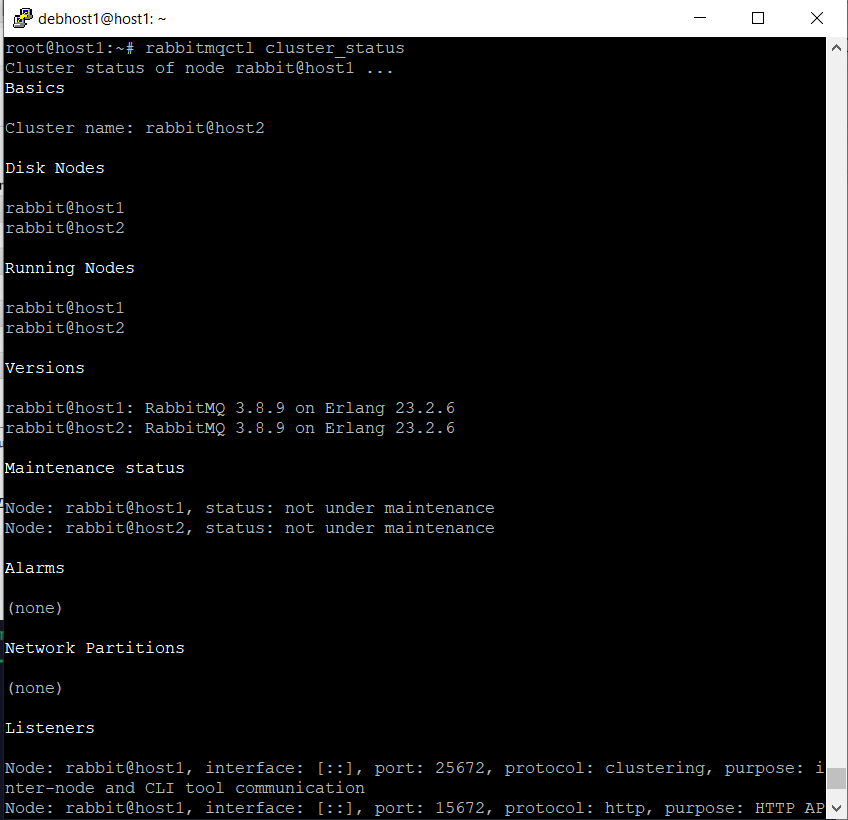 debhost1@host1: ~
root@host1:~# rabbitmqctl cluster_status
Cluster status of node rabbit@host1 ...
Basics
Cluster name: rabbit@host2
Disk Nodes
rabbit@host1
rabbit@host2
Running Nodes
rabbit@host1
rabbit@host2
Versions
rabbit@host1: RabbitMQ 3.8.9 on Erlang 23.2.6
rabbit@host2: RabbitMQ 3.8.9 on Erlang 23.2.6
Maintenance status
Node: rabbit@host1, status: not under maintenance
Node: rabbit@host2, status: not under maintenance
Alarms
(none)
Network Partitions
(none)
Listeners
Node: rabbit@host1, interface: [::], port: 25672, protocol: clustering, purpose: i
nter-node and CLI tool communication
Node: rabbit@host1, interface: [::], port: 15672, protocol: http, purpose: HTTP AP